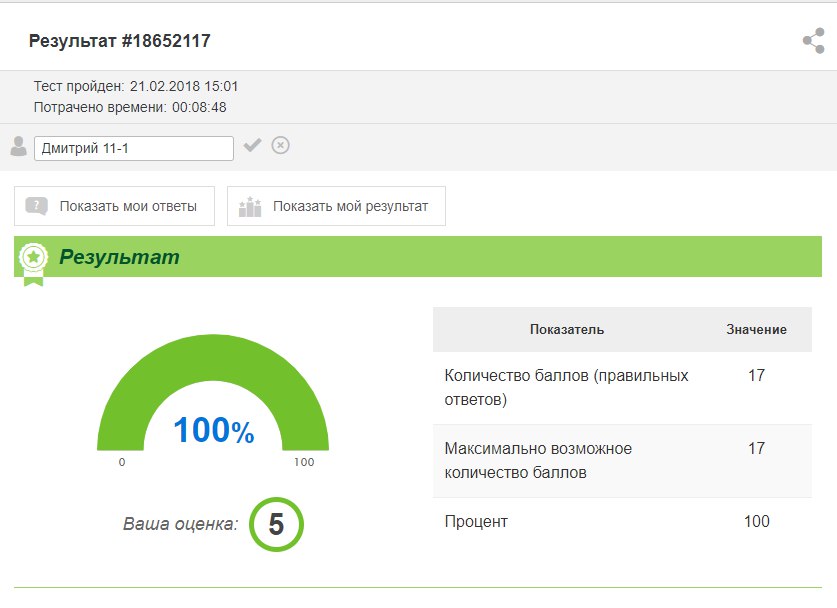 Результат #18652117
Тест пройден: 21.02.2018 15:01
Потрачено времени: 00:08:48
Дмитрий 11-1
Показать мои ответы
Показать мой результат
Результат
100%
0
100
Ваша оценка: 5
Показатель Значение
Количество баллов (правильных 17
ответов)
Максимально возможное 17
количество баллов
Процент 100